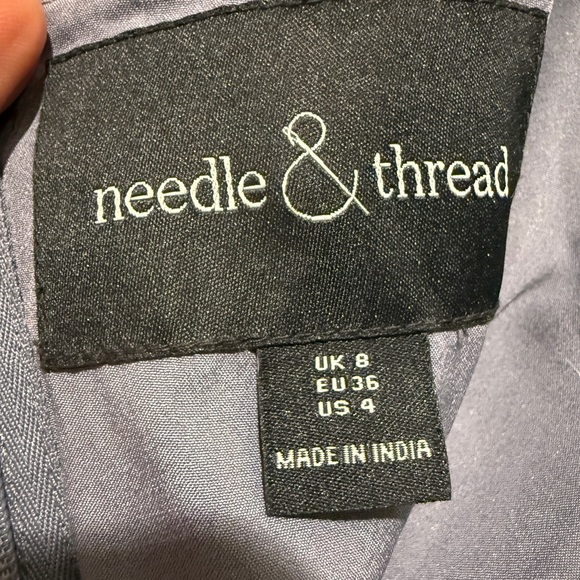 needle & thread
UK 8
EU 36
US 4
MADE IN INDIA